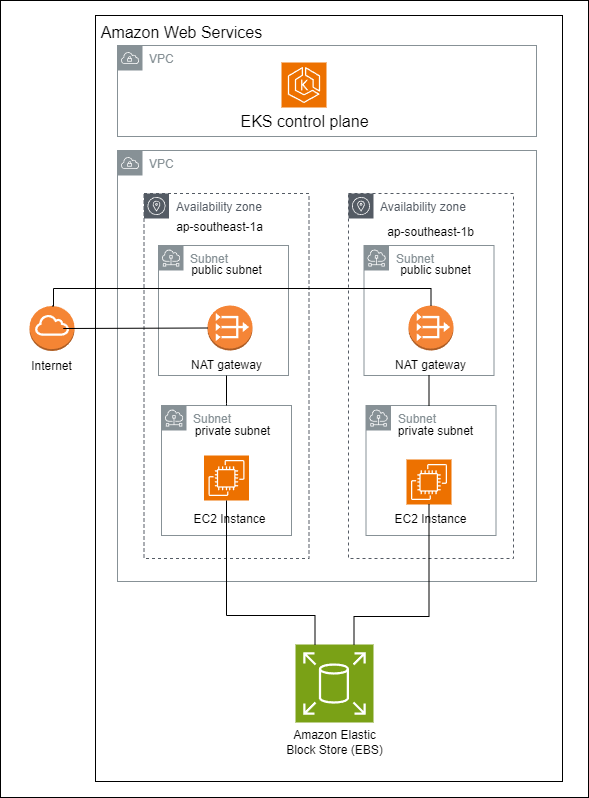 Amazon Web Services
VPC
K
EKS control plane
VPC
Availability zone
ap-southeast-1a
Availability zone
ap-southeast-1b
Subnet
public subnet
Subnet
public subnet
Internet
NAT gateway
NAT gateway
Subnet
private subnet
Subnet
private subnet
EC2 Instance
EC2 Instance
Amazon Elastic
Block Store (EBS)